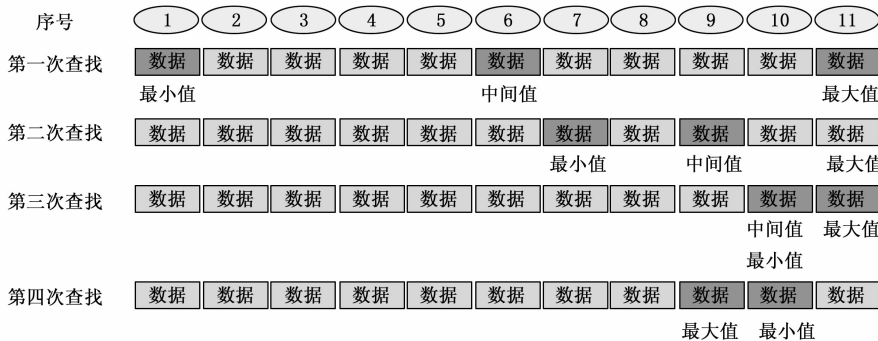 序号 1 2 3 4 5 6 7 8 9 10 11
第一次查找 数据 数据 数据 数据 数据 数据 数据 数据 数据 数据 数据
最小值 中间值 最大值
第二次查找 数据 数据 数据 数据 数据 数据 数据 数据 数据 数据 数据
最小值 中间值 最大值
第三次查找 数据 数据 数据 数据 数据 数据 数据 数据 数据 数据 数据
中间值 最大值
最小值
第四次查找 数据 数据 数据 数据 数据 数据 数据 数据 数据 数据 数据
最大值 最小值